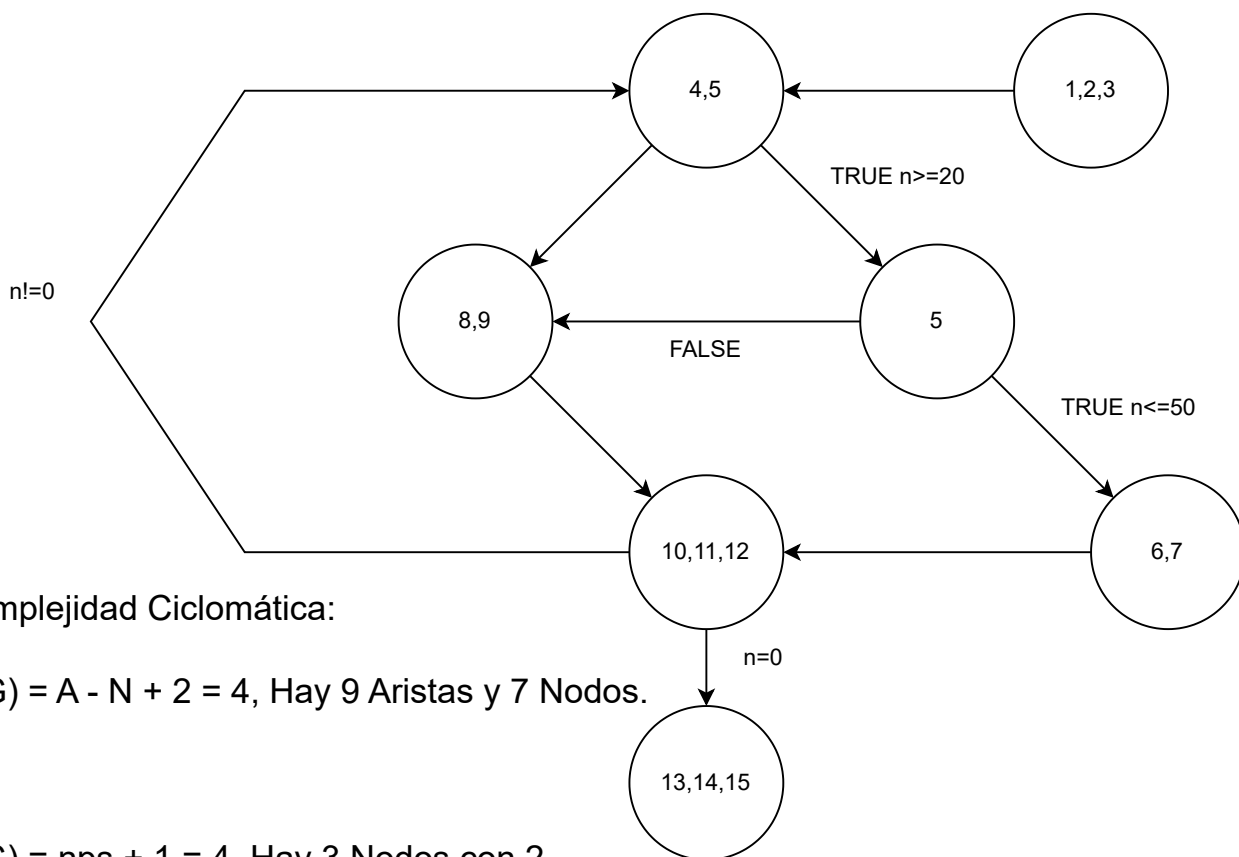 4,5
1,2,3
TRUE n>=20
n!=0
8,9
5
FALSE
TRUE n<=50
10,11,12
6,7
Ciclomática:
n=0
= A - N + 2 = 4, Hay 9 Aristas y 7 Nodos.
13,14,15
= nps + 1 = 4, Hay 3 Nodos con 2